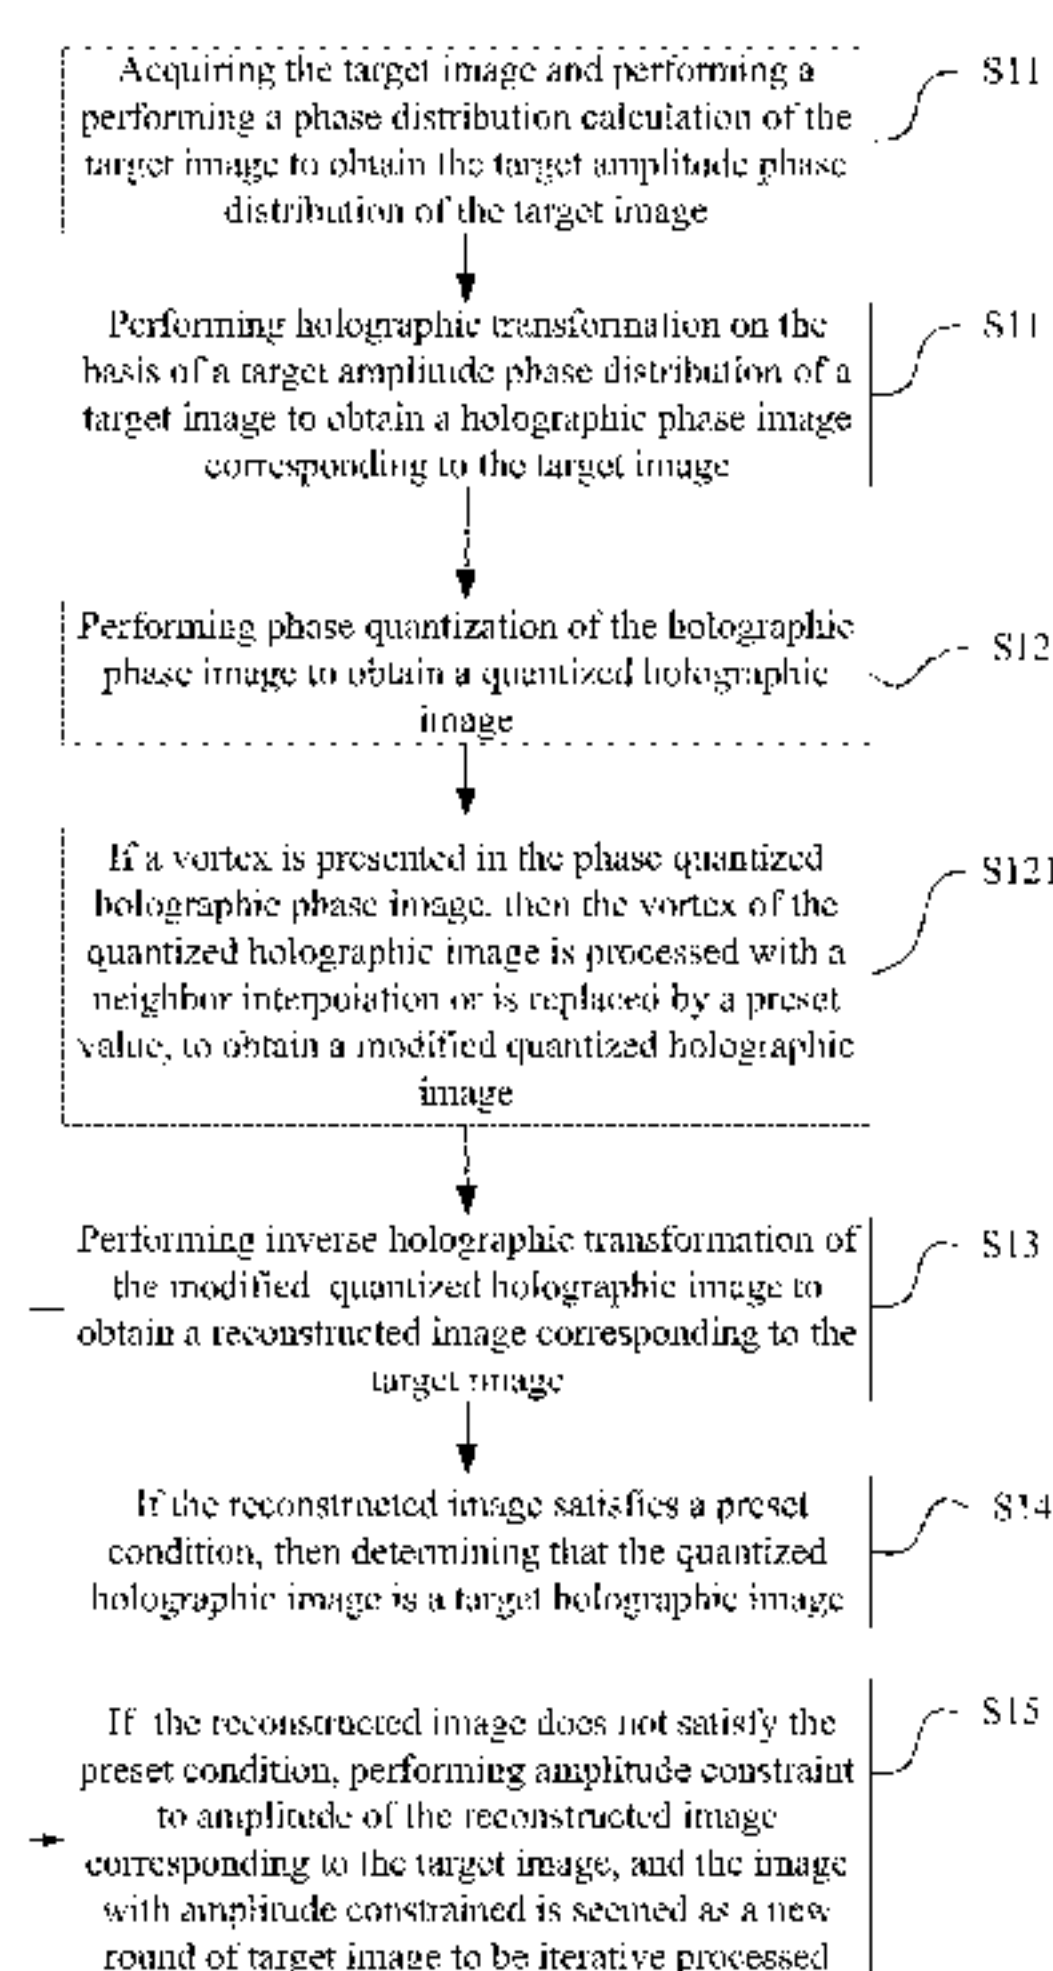 Acquiring the target image and performing a
performing a phase distribution calculation of the
target image to obtain the target amplitude phase
distribution of the target image
S11
Performing holographic transformation on the
basis of a target amplitude phase distribution of a
target image to obtain a holographic phase image
corresponding to the target image
S11
Performing phase quantization of the holographic
phase image to obtain a quantized holographic
image
S12
If a vortex is presented in the phase quantized
holographic phase image, then the vortex of the
quantized holographic image is processed with a
neighbor interpolation or is replaced by a preset
value, to obtain a modified quantized holographic
image
S121
Performing inverse holographic transformation of
the modified quantized holographic image to
obtain a reconstructed image corresponding to the
target image
S13
If the reconstructed image satisfies a preset
condition, then determining that the quantized
holographic image is a target holographic image
S14
If the reconstructed image does not satisfy the
preset condition, performing amplitude constraint
to amplitude of the reconstructed image
corresponding to the target image, and the image
with amplitude constrained is seemed as a new
round of target image to be iterative processed
S15